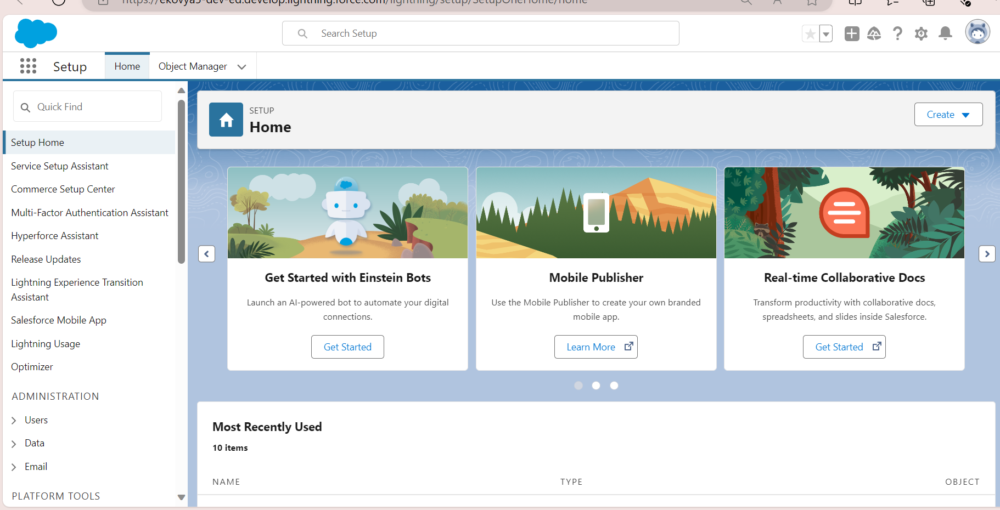 https://ekovya5-dev-ed.develop.lightning.force.com/lightning/setup/SetupOneHome/home
Search Setup
Setup
Home
Object Manager
Quick Find
Setup Home
Service Setup Assistant
Commerce Setup Center
Multi-Factor Authentication Assistant
Hyperforce Assistant
Release Updates
Lightning Experience Transition
Assistant
Salesforce Mobile App
Lightning Usage
Optimizer
ADMINISTRATION
Users
Data
Email
PLATFORM TOOLS
SETUP
Home
Create
Get Started with Einstein Bots
Launch an AI-powered bot to automate your digital
connections.
Get Started
Mobile Publisher
Use the Mobile Publisher to create your own branded
mobile app.
Learn More
Real-time Collaborative Docs
Transform productivity with collaborative docs,
spreadsheets, and slides inside Salesforce.
Get Started
Most Recently Used
10 items
NAME TYPE OBJECT